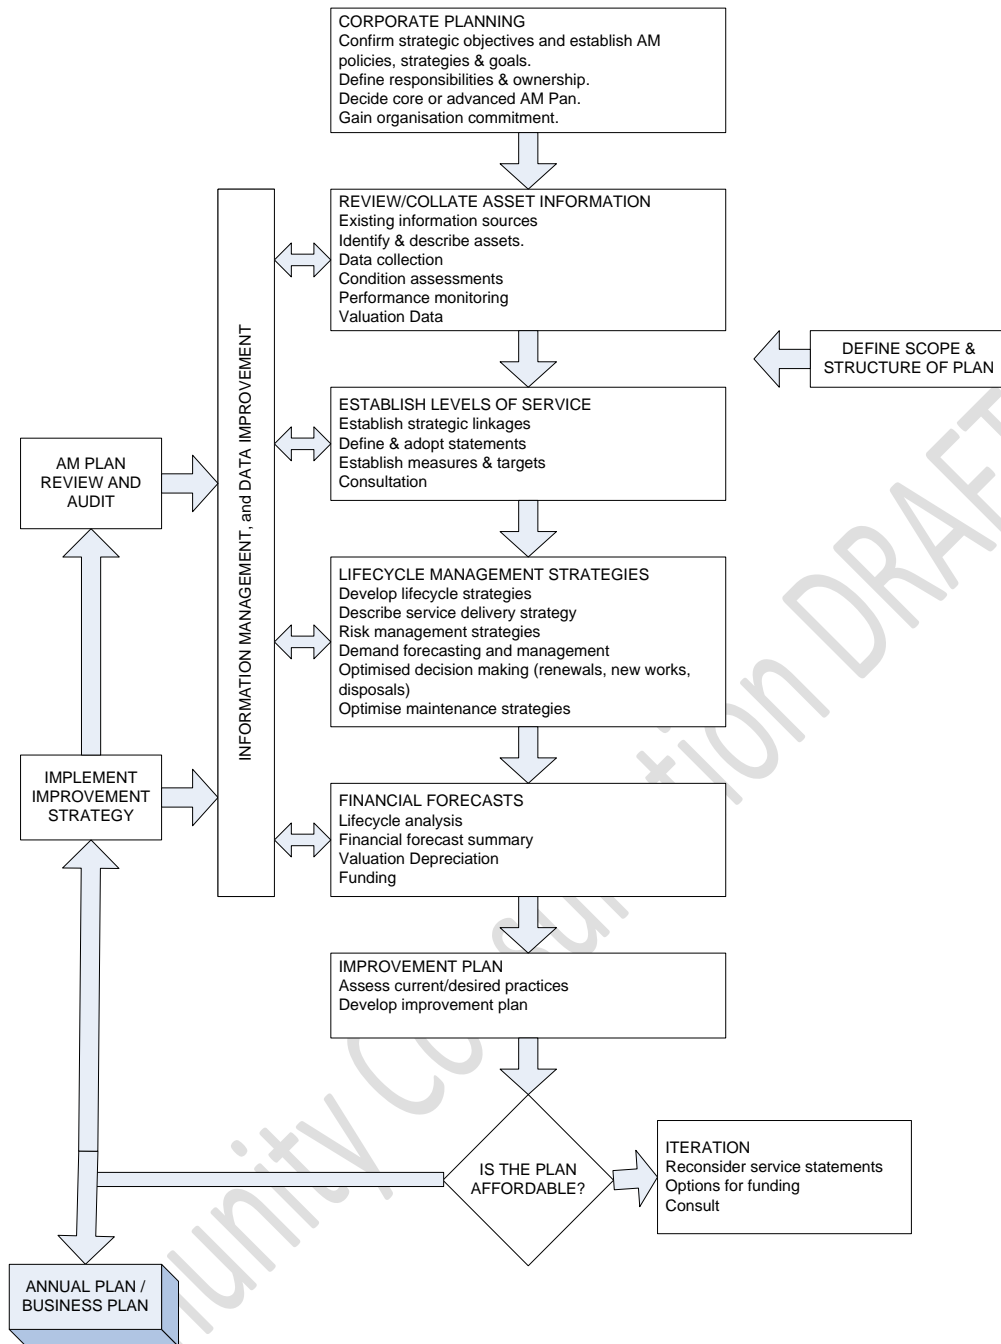 CORPORATE PLANNING
Confirm strategic objectives and establish AM
policies, strategies & goals.
Define responsibilities & ownership.
Decide core or advanced AM Pan.
Gain organisation commitment.
REVIEW/COLLATE ASSET INFORMATION
Existing information sources
Identify & describe assets.
Data collection
Condition assessments
Performance monitoring
Valuation Data
DEFINE SCOPE &
STRUCTURE OF PLAN
INFORMATION MANAGEMENT, and DATA IMPROVEMENT
ESTABLISH LEVELS OF SERVICE
Establish strategic linkages
Define & adopt statements
Establish measures & targets
Consultation
AM PLAN
REVIEW AND
AUDIT
LIFECYCLE MANAGEMENT STRATEGIES
Develop lifecycle strategies
Describe service delivery strategy
Risk management strategies
Demand forecasting and management
Optimised decision making (renewals, new works,
disposals)
Optimise maintenance strategies
IMPLEMENT
IMPROVEMENT
STRATEGY
FINANCIAL FORECASTS
Lifecycle analysis
Financial forecast summary
Valuation Depreciation
Funding
IMPROVEMENT PLAN
Assess current/desired practices
Develop improvement plan
IS THE PLAN
AFFORDABLE?
ITERATION
Reconsider service statements
Options for funding
Consult
ANNUAL PLAN /
BUSINESS PLAN
DRAFT